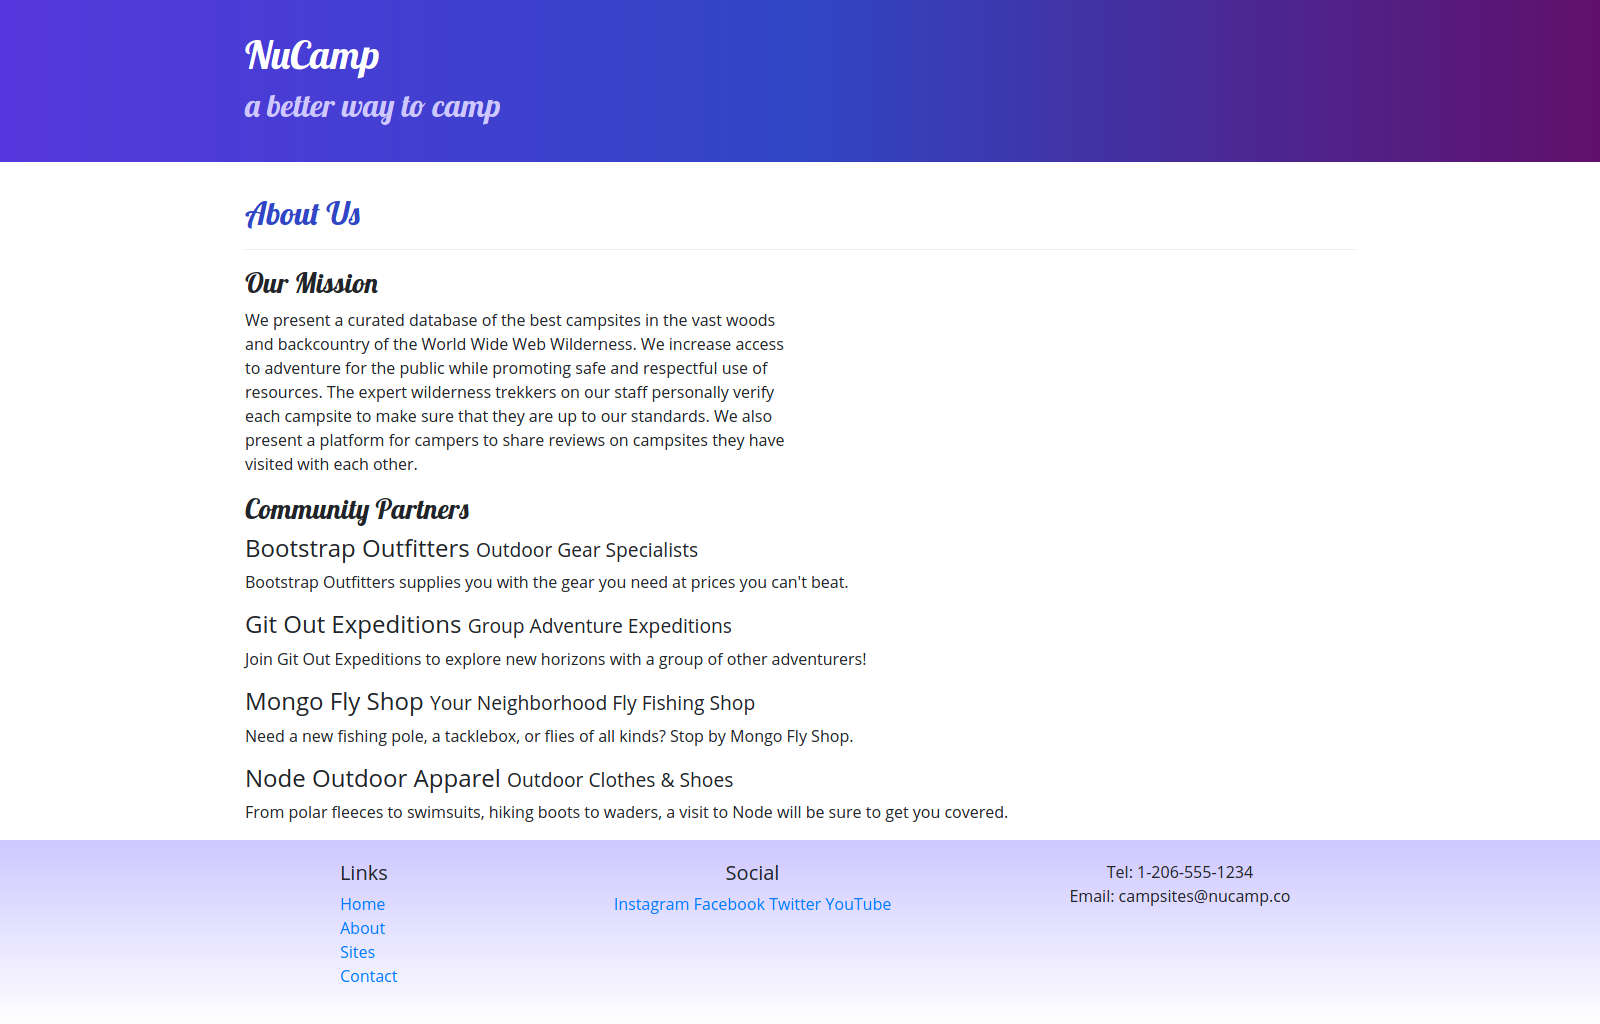 NuCamp
a better way to camp
About Us
Our Mission
We present a curated database of the best campsites in the vast woods
and backcountry of the World Wide Web Wilderness. We increase access
to adventure for the public while promoting safe and respectful use of
resources. The expert wilderness trekkers on our staff personally verify
each campsite to make sure that they are up to our standards. We also
present a platform for campers to share reviews on campsites they have
visited with each other.
Community Partners
Bootstrap Outfitters Outdoor Gear Specialists
Bootstrap Outfitters supplies you with the gear you need at prices you can't beat.
Git Out Expeditions Group Adventure Expeditions
Join Git Out Expeditions to explore new horizons with a group of other adventurers!
Mongo Fly Shop Your Neighborhood Fly Fishing Shop
Need a new fishing pole, a tacklebox, or flies of all kinds? Stop by Mongo Fly Shop.
Node Outdoor Apparel Outdoor Clothes & Shoes
From polar fleeces to swimsuits, hiking boots to waders, a visit to Node will be sure to get you covered.
Links
Home
About
Sites
Contact
Social
Instagram Facebook Twitter YouTube
Tel: 1-206-555-1234
Email: campsites@nucamp.co